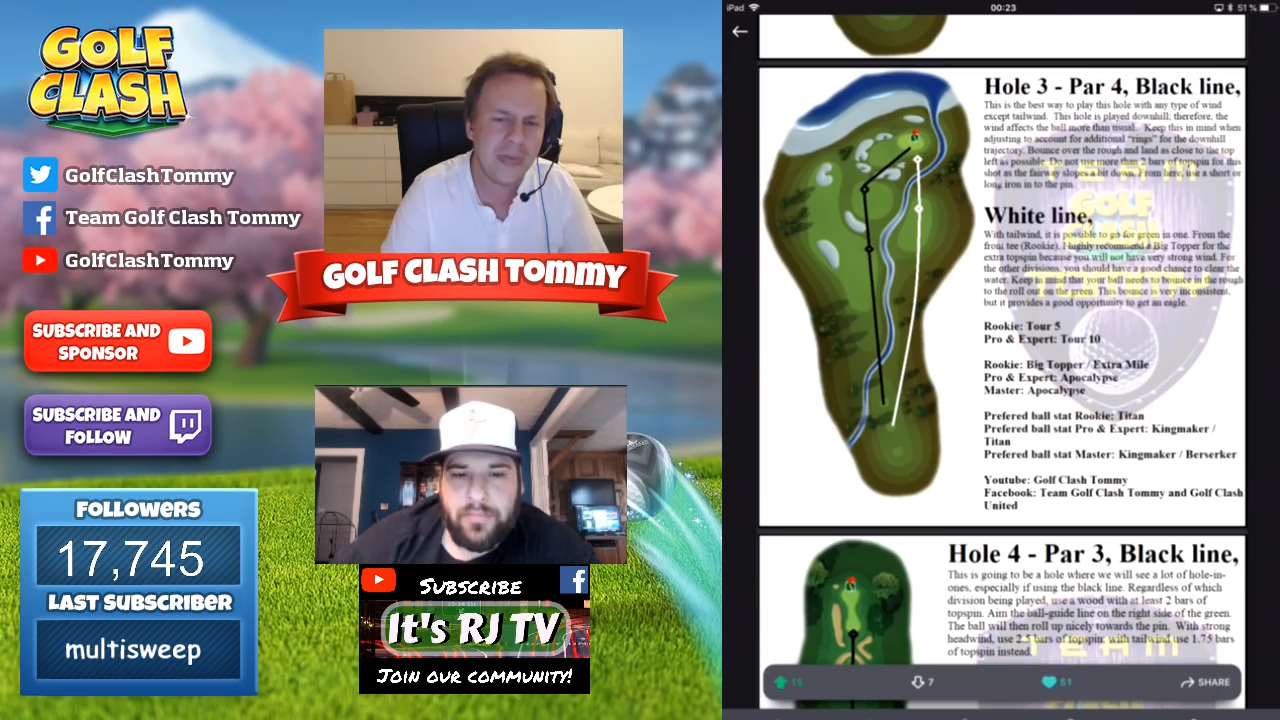 GOLF
CLASH
GolfClashTommy
Team Golf Clash Tommy
GolfClashTommy
SUBSCRIBE AND
SPONSOR
SUBSCRIBE AND
FOLLOW
FOLLOWERS
17,745
LAST SUBSCRIBER
multisweep
GOLF CLASH TOMMY
SUBSCRIBE
It's RJ TV
JOIN OUR COMMUNITY!
iPad
00:23
51 %
Hole 3 - Par 4, Black line,
This is the best way to play this hole with any type of wind
except tailwind. This hole is played downhill; therefore, the
wind affects the ball more than usual. Keep this in mind when
adjusting to account for additional "rings" for the downhill
trajectory. Bounce over the rough and land as close to the top
left as possible. Do not use more than 2 bars of topspin for this
shot as the fairway slopes a bit down. From here, use a short or
long iron in to the pin.
White line,
With tailwind, it is possible to go for green in one. From the
front tee (Rookie), I highly recommend a Big Topper for the
extra topspin because you will not have very strong wind. For
the other divisions, you should have a good chance to clear the
water. Keep in mind that your ball needs to bounce in the rough
to the roll out on the green. This bounce is very inconsistent,
but it provides a good opportunity to get an eagle.
Rookie: Tour 5
Pro & Expert: Tour 10
Rookie: Big Topper / Extra Mile
Pro & Expert: Apocalypse
Master: Apocalypse
Prefered ball stat Rookie: Titan
Prefered ball stat Pro & Expert: Kingmaker /
Titan
Prefered ball stat Master: Kingmaker / Berserker
Youtube: Golf Clash Tommy
Facebook: Team Golf Clash Tommy and Golf Clash
United
Hole 4 - Par 3, Black line,
This is going to be a hole where we will see a lot of hole-in-
ones, especially if using the black line. Regardless of which
division being played, use a wood with at least 2 bars of
topspin. Aim the ball-guide line on the right side of the green.
The ball will then roll up nicely towards the pin. With strong
headwind, use 2.5 bars of topspin; with tailwind use 1.75 bars
of topspin instead.
TEAM
15
7
51
SHARE